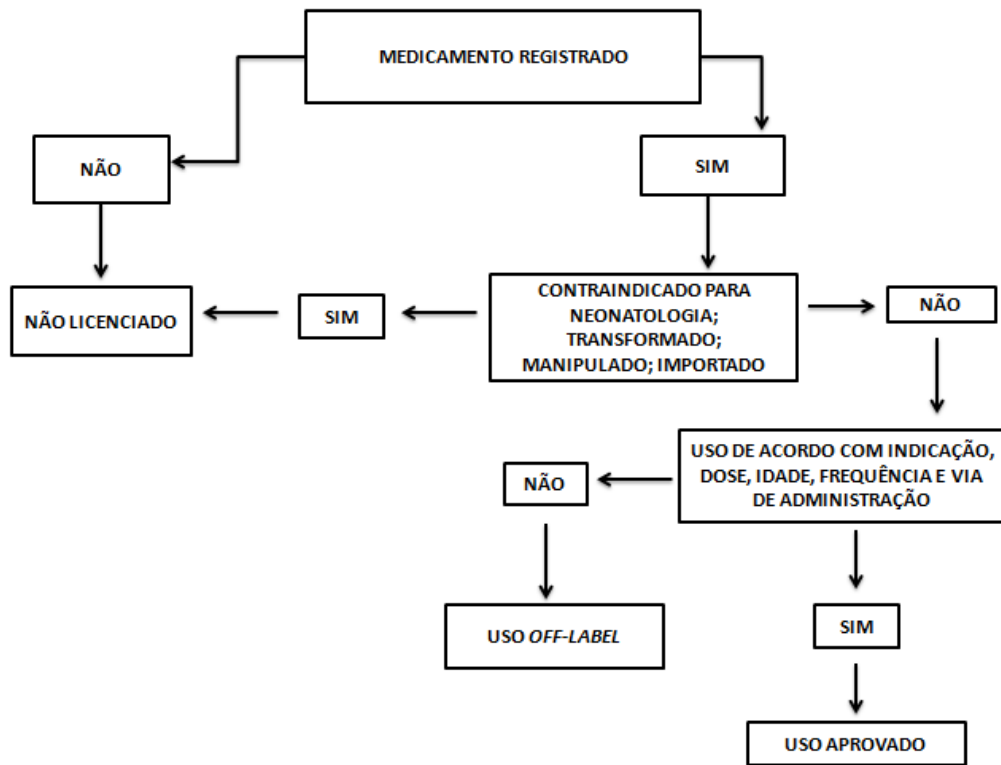 MEDICAMENTO REGISTRADO
NÃO
SIM
NÃO LICENCIADO
SIM
CONTRAINDICADO PARA
NEONATOLOGIA;
TRANSFORMADO;
MANIPULADO; IMPORTADO
NÃO
USO DE ACORDO COM INDICAÇÃO,
DOSE, IDADE, FREQUÊNCIA E VIA
DE ADMINISTRAÇÃO
NÃO
USO OFF-LABEL
SIM
USO APROVADO